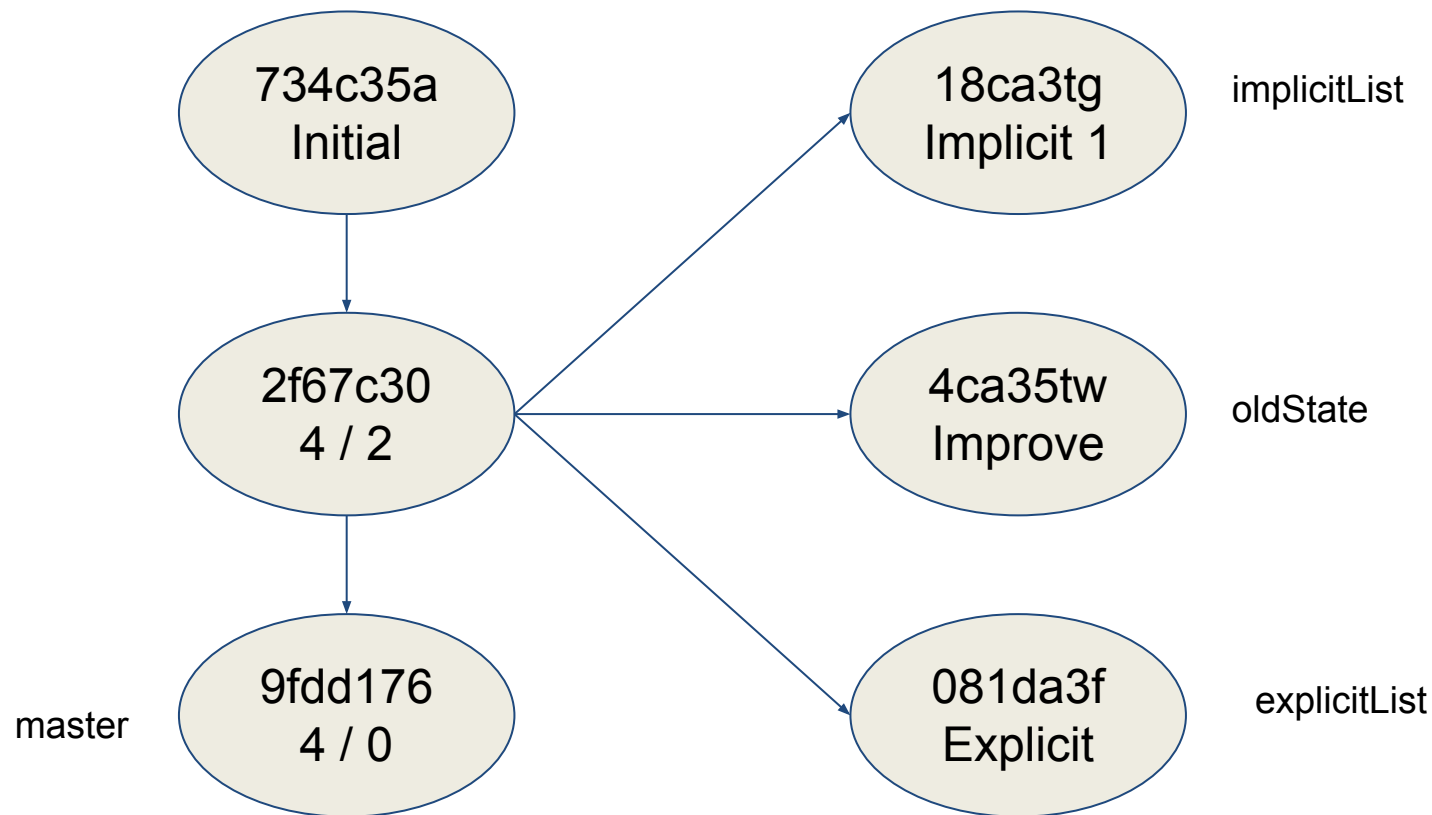 734c35a
Initial
18ca3tg
Implicit 1
implicitList
2f67c30
4 / 2
4ca35tw
Improve
oldState
master
9fdd176
4 / 0
081da3f
Explicit
explicitList